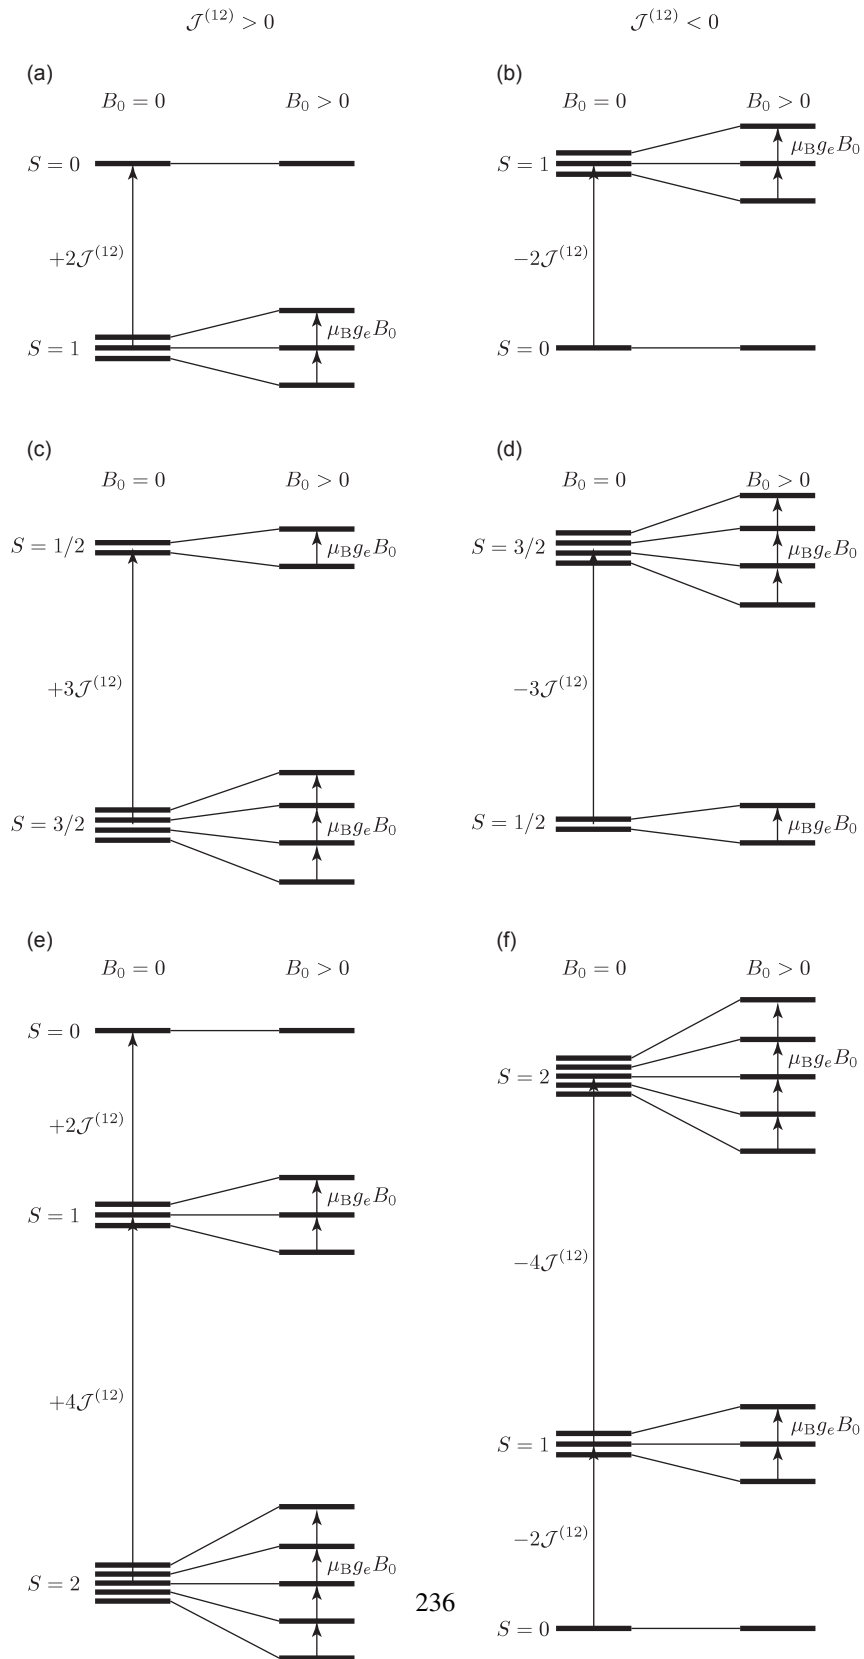 𝒥⁽¹²⁾ > 0
𝒥⁽¹²⁾ < 0
(a)
B₀ = 0
B₀ > 0
S = 0
+2𝒥⁽¹²⁾
S = 1
μ_B g_e B₀
(b)
B₀ = 0
B₀ > 0
S = 1
μ_B g_e B₀
−2𝒥⁽¹²⁾
S = 0
(c)
B₀ = 0
B₀ > 0
S = 1/2
μ_B g_e B₀
+3𝒥⁽¹²⁾
S = 3/2
μ_B g_e B₀
(d)
B₀ = 0
B₀ > 0
S = 3/2
μ_B g_e B₀
−3𝒥⁽¹²⁾
S = 1/2
μ_B g_e B₀
(e)
B₀ = 0
B₀ > 0
S = 0
+2𝒥⁽¹²⁾
S = 1
μ_B g_e B₀
+4𝒥⁽¹²⁾
S = 2
μ_B g_e B₀
(f)
B₀ = 0
B₀ > 0
S = 2
μ_B g_e B₀
−4𝒥⁽¹²⁾
S = 1
μ_B g_e B₀
−2𝒥⁽¹²⁾
S = 0
236